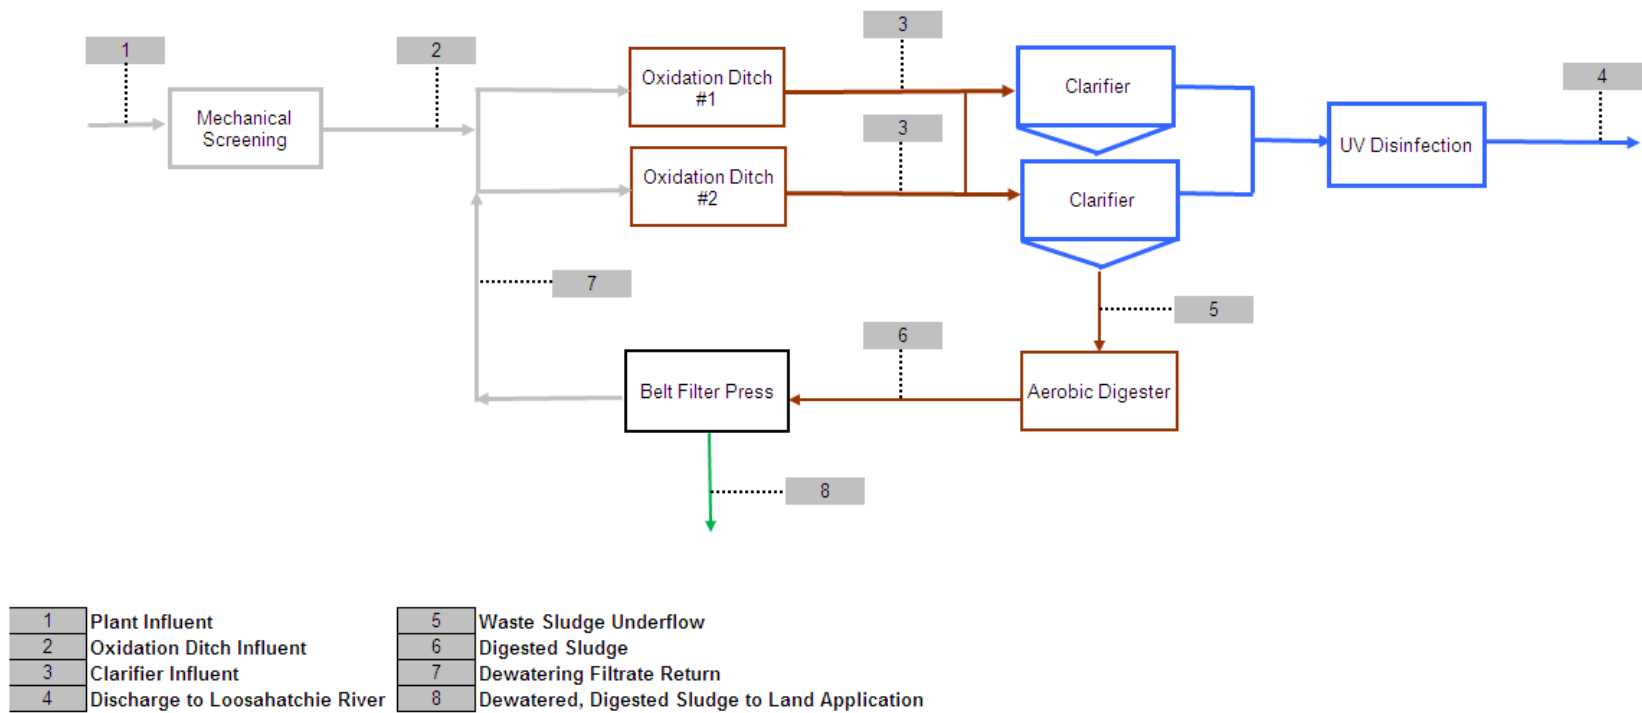 1
2
3
4
Mechanical
Screening
Oxidation Ditch
#1
Clarifier
3
UV Disinfection
Oxidation Ditch
#2
Clarifier
7
5
6
Belt Filter Press
Aerobic Digester
8
1 Plant Influent
2 Oxidation Ditch Influent
3 Clarifier Influent
4 Discharge to Loosahatchie River
5 Waste Sludge Underflow
6 Digested Sludge
7 Dewatering Filtrate Return
8 Dewatered, Digested Sludge to Land Application